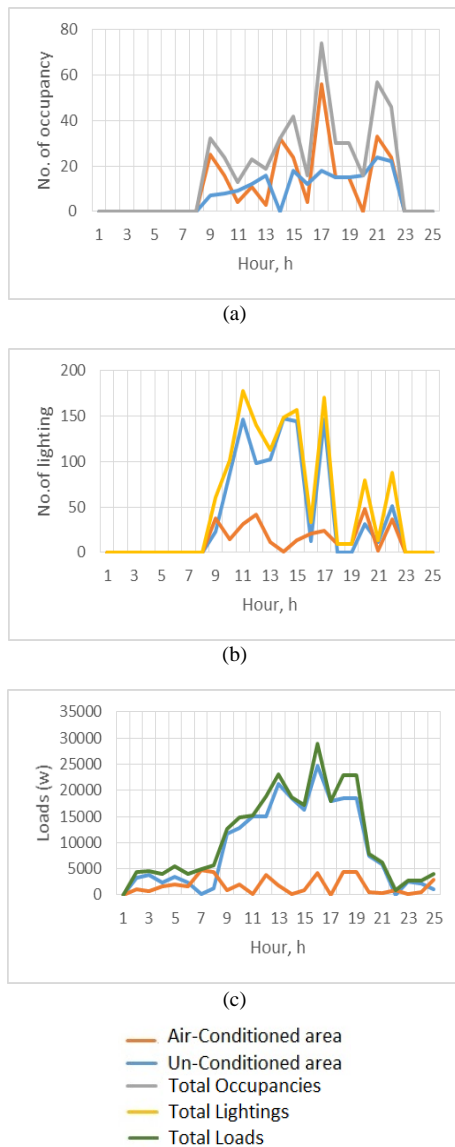 80
60
40
20
0
No. of occupancy
1 3 5 7 9 11 13 15 17 19 21 23 25
Hour, h
(a)
200
150
100
50
0
No.of lighting
1 3 5 7 9 11 13 15 17 19 21 23 25
Hour, h
(b)
35000
30000
25000
20000
15000
10000
5000
0
Loads (w)
1 3 5 7 9 11 13 15 17 19 21 23 25
Hour, h
(c)
Air-Conditioned area
Un-Conditioned area
Total Occupancies
Total Lightings
Total Loads